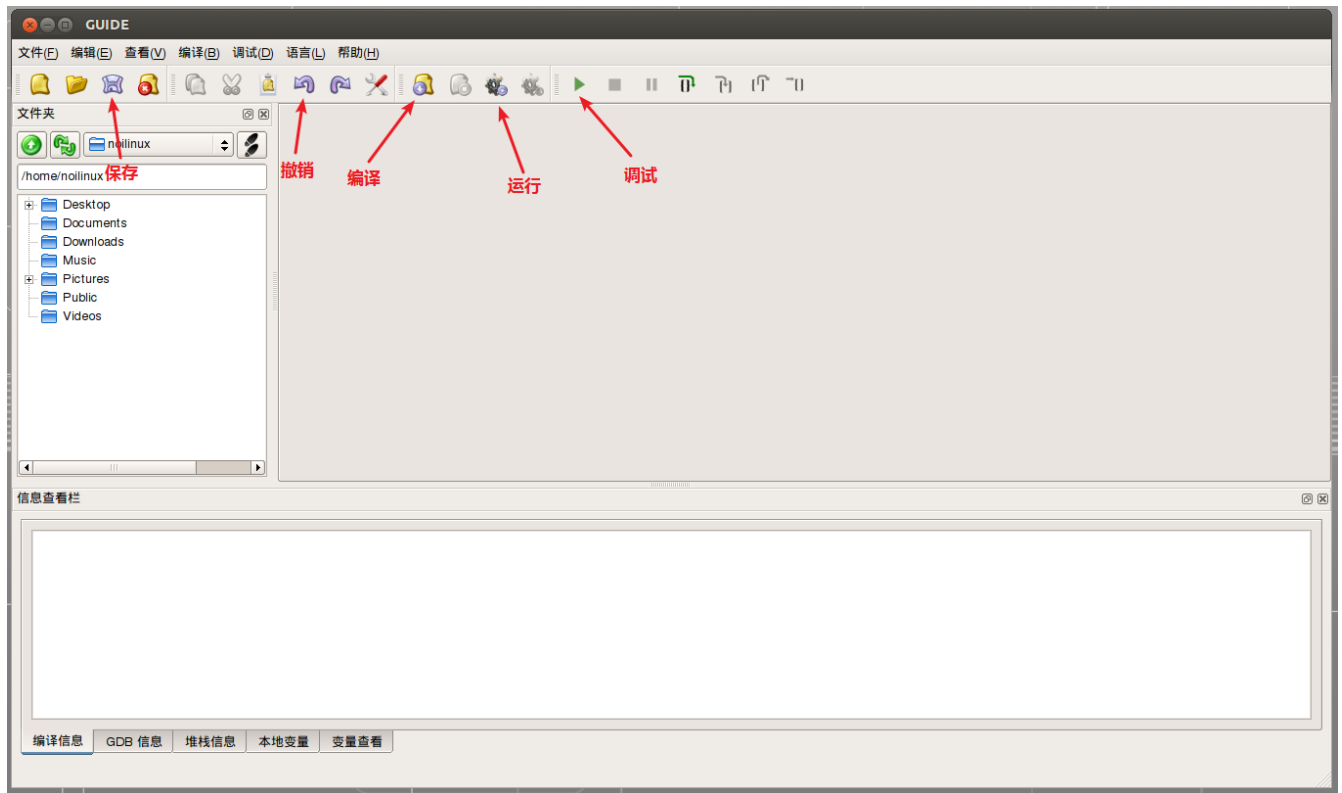 GUIDE
文件(F) 编辑(E) 查看(V) 编译(B) 调试(D) 语言(L) 帮助(H)
文件夹
noilinux
/home/noilinux
保存
撤销
编译
运行
调试
Desktop
Documents
Downloads
Music
Pictures
Public
Videos
信息查看栏
编译信息 GDB 信息 堆栈信息 本地变量 变量查看